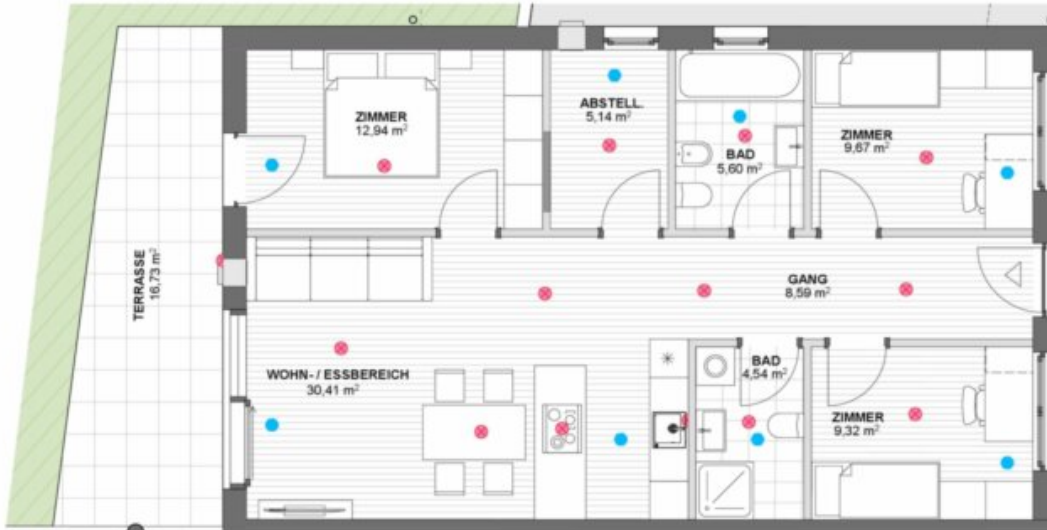 ZIMMER
12,94 m²
ABSTELL.
5,14 m²
BAD
5,60 m²
ZIMMER
9,67 m²
TERRASSE
16,73 m²
GANG
8,59 m²
WOHN- / ESSBEREICH
30,41 m²
BAD
4,54 m²
ZIMMER
9,32 m²